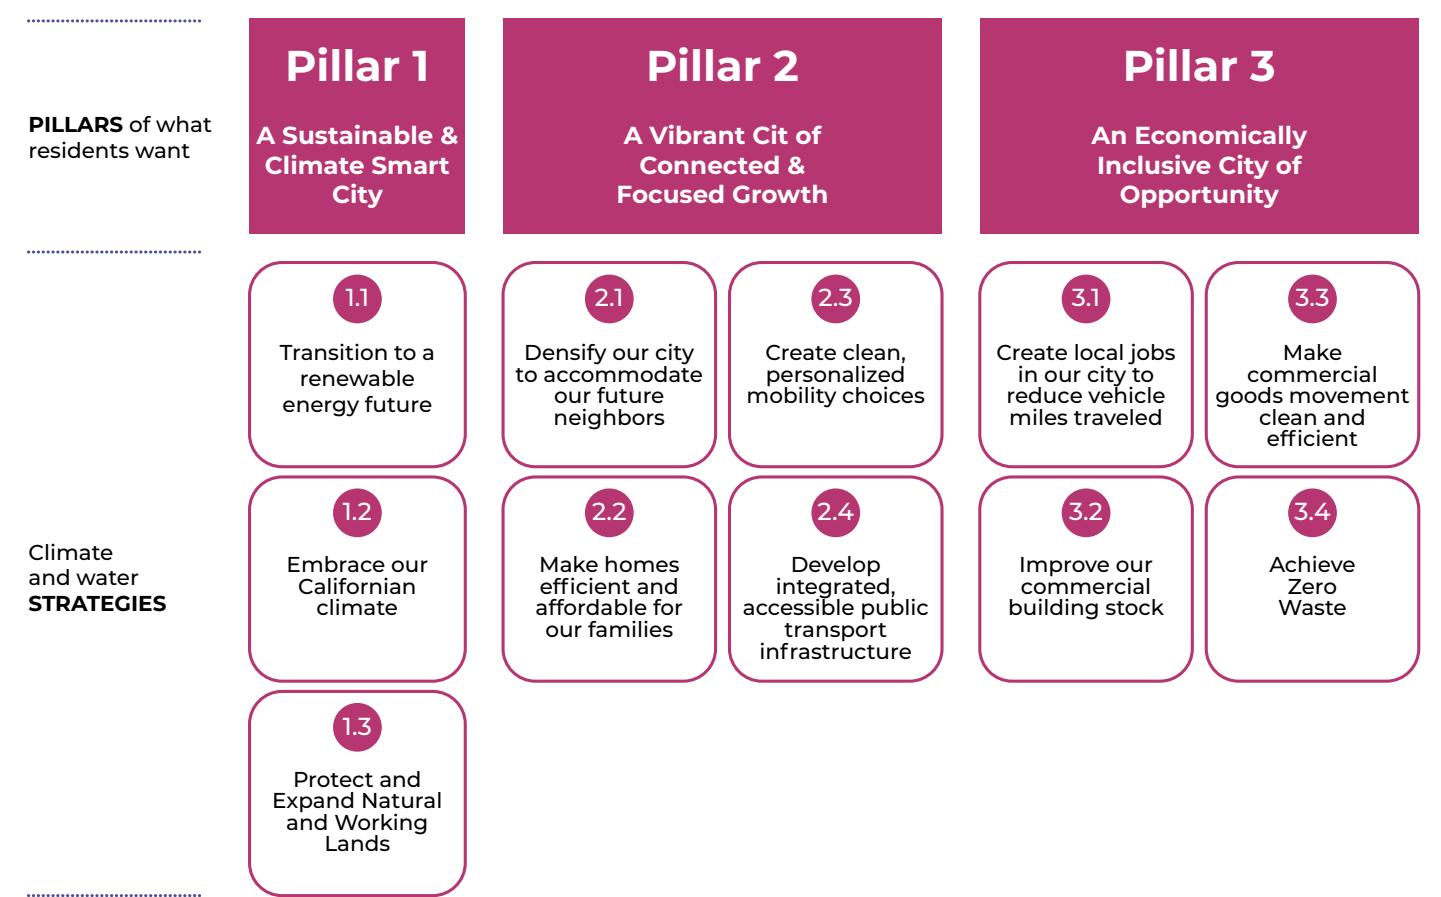 PILLARS of what
residents want
Pillar 1
A Sustainable &
Climate Smart
City
Pillar 2
A Vibrant Cit of
Connected &
Focused Growth
Pillar 3
An Economically
Inclusive City of
Opportunity
Climate
and water
STRATEGIES
1.1
Transition to a
renewable
energy future
1.2
Embrace our
Californian
climate
1.3
Protect and
Expand Natural
and Working
Lands
2.1
Densify our city
to accommodate
our future
neighbors
2.2
Make homes
efficient and
affordable for
our families
2.3
Create clean,
personalized
mobility choices
2.4
Develop
integrated,
accessible public
transport
infrastructure
3.1
Create local jobs
in our city to
reduce vehicle
miles traveled
3.2
Improve our
commercial
building stock
3.3
Make
commercial
goods movement
clean and
efficient
3.4
Achieve
Zero
Waste